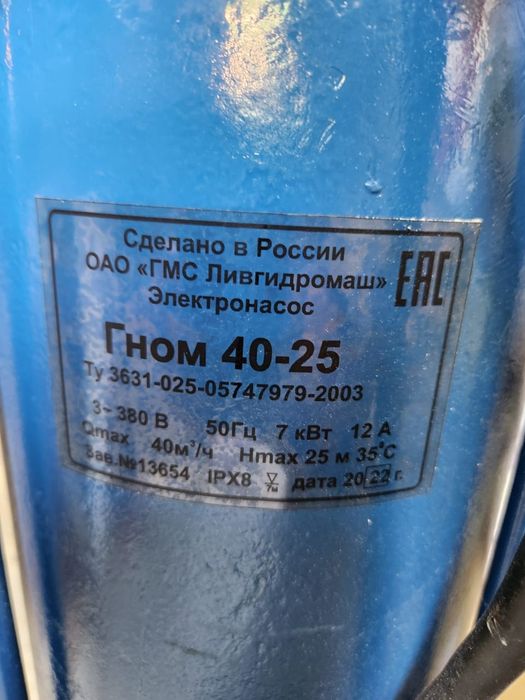 Сделано в России
ОАО «ГМС Ливгидромаш»
EAC
Электронасос
Гном 40-25
Ту 3631-025-05747979-2003
3~380 В 50Гц 7 кВт 12 А
Qmax 40м³/ч Hmax 25 м 35°С
Зав.№13654 IPX8 дата 2022 г.